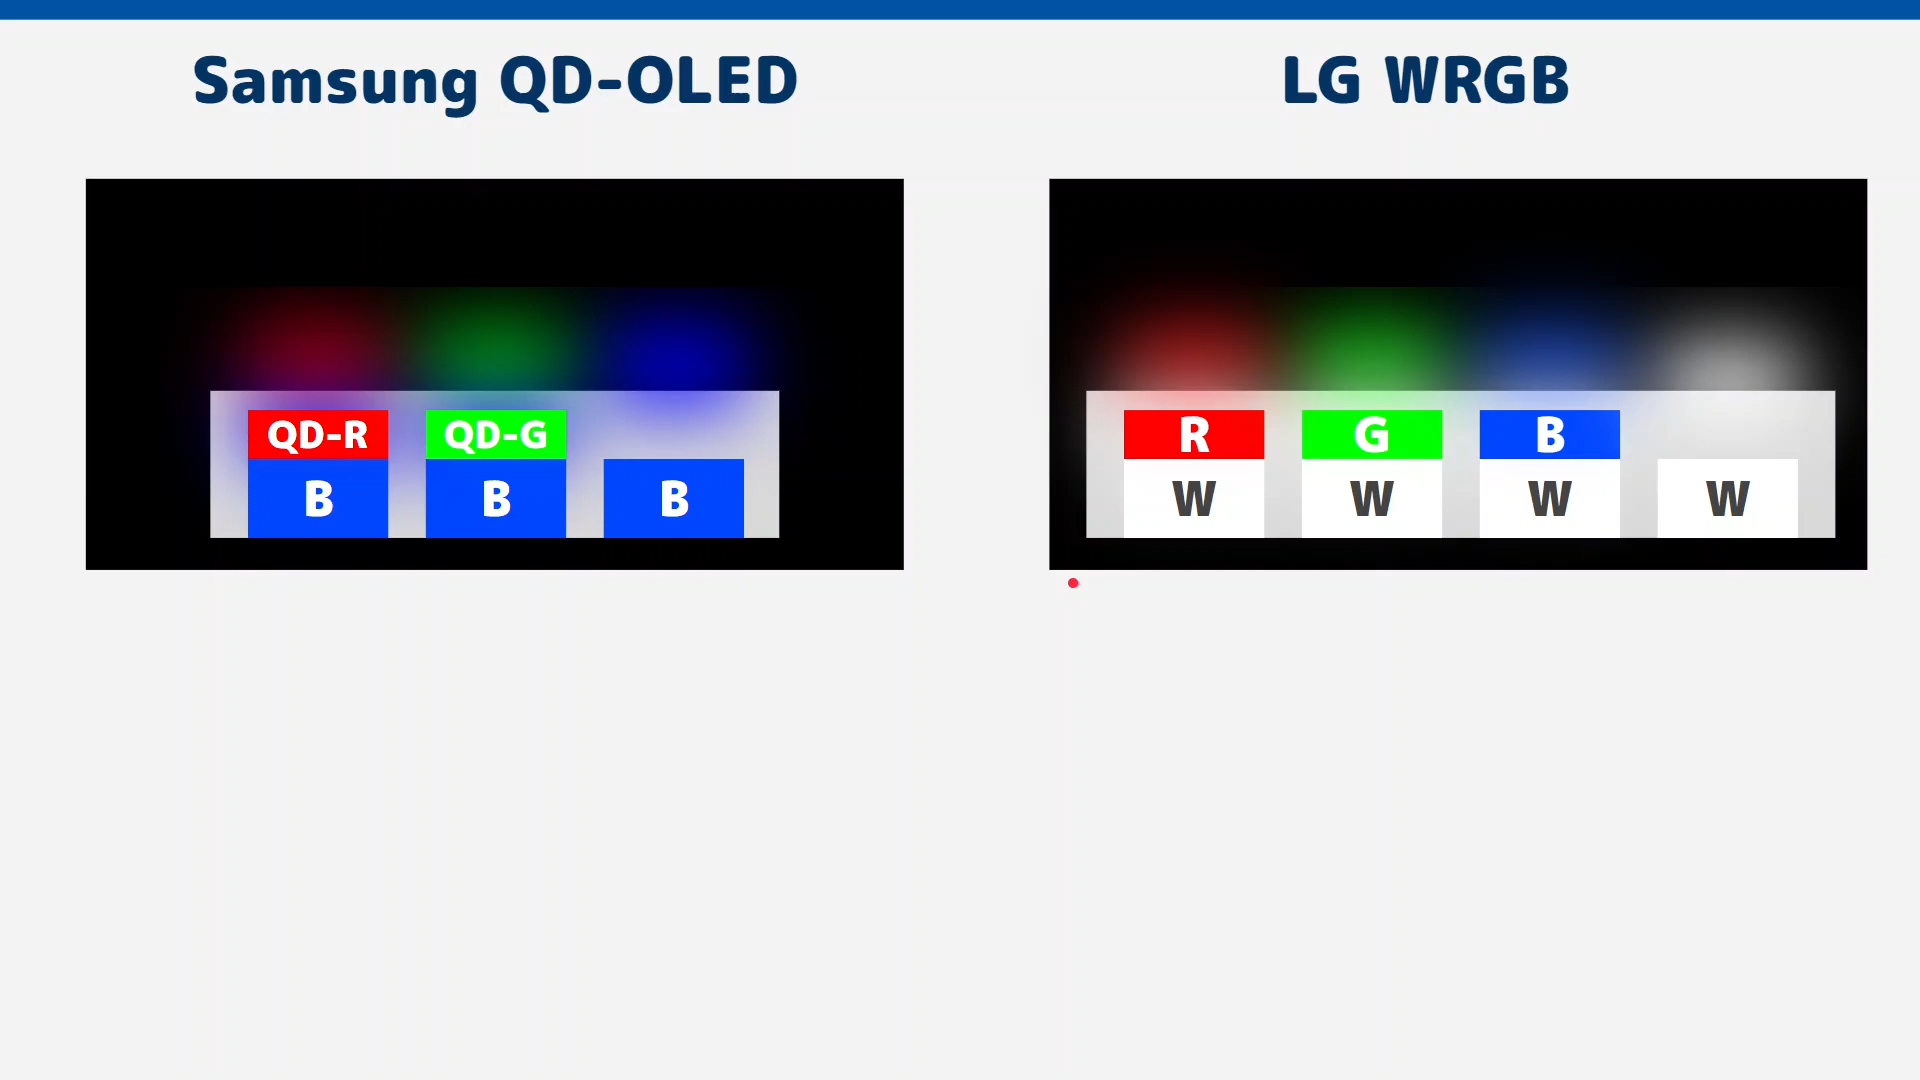 Samsung QD-OLED
LG WRGB
QD-R QD-G
B B B
R G B
W W W W